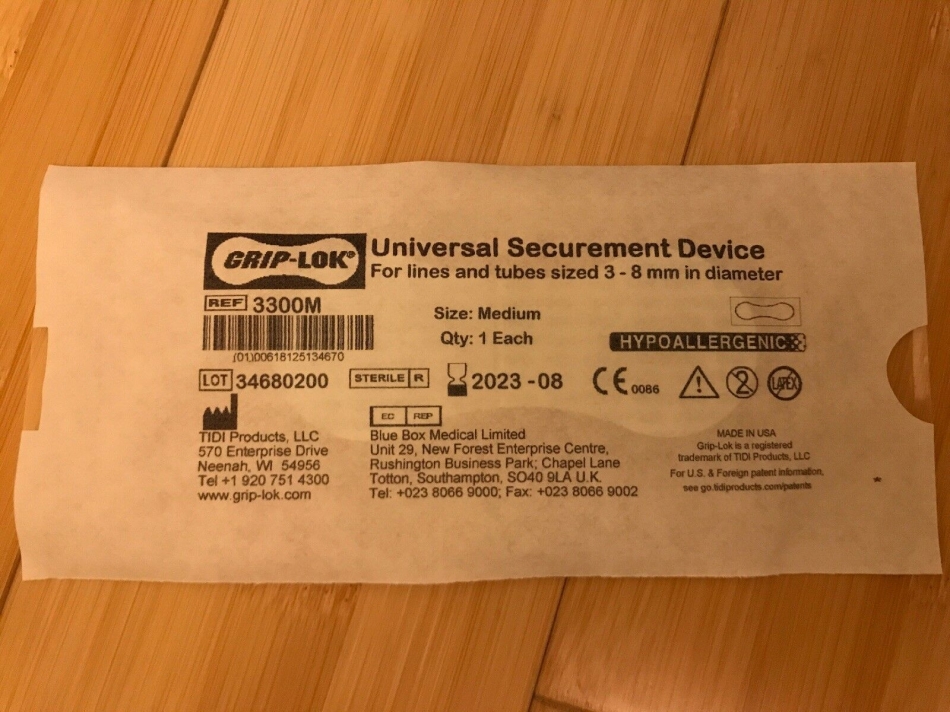 GRIP-LOK® Universal Securement Device
For lines and tubes sized 3 - 8 mm in diameter
REF 3300M
(01)00618125134670
Size: Medium
Qty: 1 Each
HYPOALLERGENIC
LOT 34680200
STERILE R
2023-08
CE 0086
2
LATEX
TIDI Products, LLC
570 Enterprise Drive
Neenah, WI 54956
Tel +1 920 751 4300
www.grip-lok.com
EC REP
Blue Box Medical Limited
Unit 29, New Forest Enterprise Centre,
Rushington Business Park; Chapel Lane
Totton, Southampton, SO40 9LA U.K.
Tel: +023 8066 9000; Fax: +023 8066 9002
MADE IN USA
Grip-Lok is a registered
trademark of TIDI Products, LLC
For U.S. & Foreign patent information,
see go.tidiproducts.com/patents